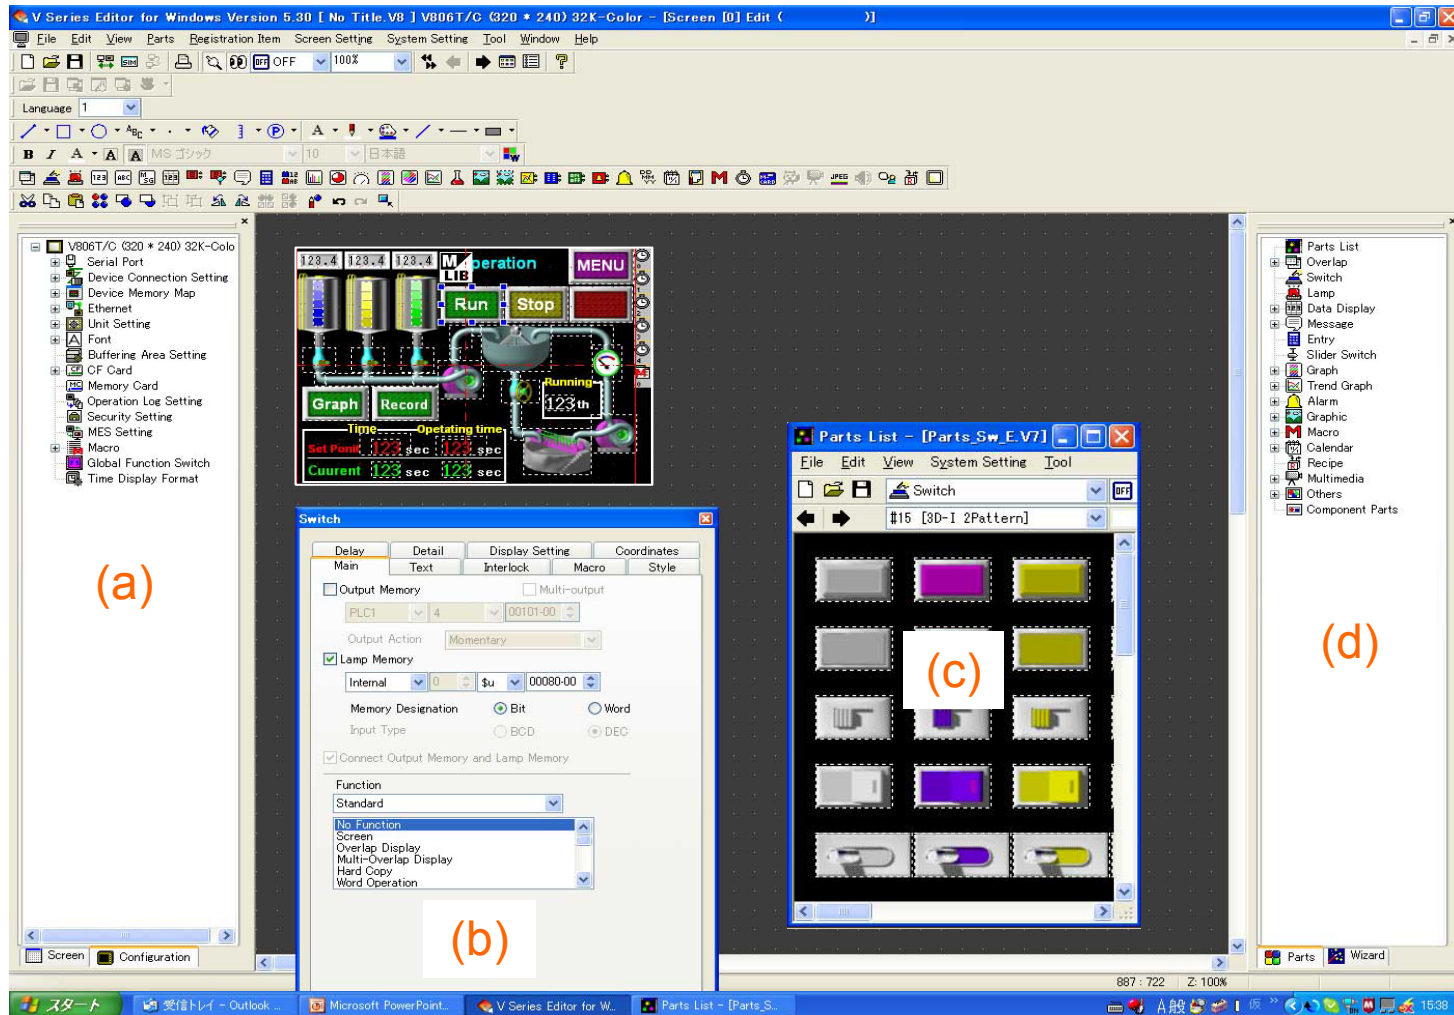 V Series Editor for Windows Version 5.30 [ No Title.V8 ] V806T/C (320 * 240) 32K-Color - [Screen [0] Edit ( )]
File Edit View Parts Registration Item Screen Setting System Setting Tool Window Help
OFF OFF 100%
Language 1
B I A A A MS ゴシック 10 日本語
V806T/C (320 * 240) 32K-Colo
Serial Port
Device Connection Setting
Device Memory Map
Ethernet
Unit Setting
Font
Buffering Area Setting
CF Card
Memory Card
Operation Log Setting
Security Setting
MES Setting
Macro
Global Function Switch
Time Display Format
(a)
Screen Configuration
123.4 123.4 123.4 M LIB peration MENU
Run Stop
Running
123 th
Graph Record
Time Opetating time
Set Ponit 123 sec 123 sec
Cuurent 123 sec 123 sec
Switch
Delay Detail Display Setting Coordinates
Main Text Interlock Macro Style
Output Memory Multi-output
PLC1 4 00101-00
Output Action Momentary
Lamp Memory
Internal 0 $u 00080-00
Memory Designation Bit Word
Input Type BCD DEC
Connect Output Memory and Lamp Memory
Function
Standard
No Function
Screen
Overlap Display
Multi-Overlap Display
Hard Copy
Word Operation
(b)
Parts List - [Parts_Sw_E.V7]
File Edit View System Setting Tool
Switch OFF
#15 [3D-I 2Pattern]
(c)
Parts List
Overlap
Switch
Lamp
Data Display
Message
Entry
Slider Switch
Graph
Trend Graph
Alarm
Graphic
Macro
Calendar
Recipe
Multimedia
Others
Component Parts
(d)
Parts Wizard
887 : 722 Z: 100%
スタート 受信トレイ - Outlook ... Microsoft PowerPoint... V Series Editor for W... Parts List - [Parts_S... A 般 15:38